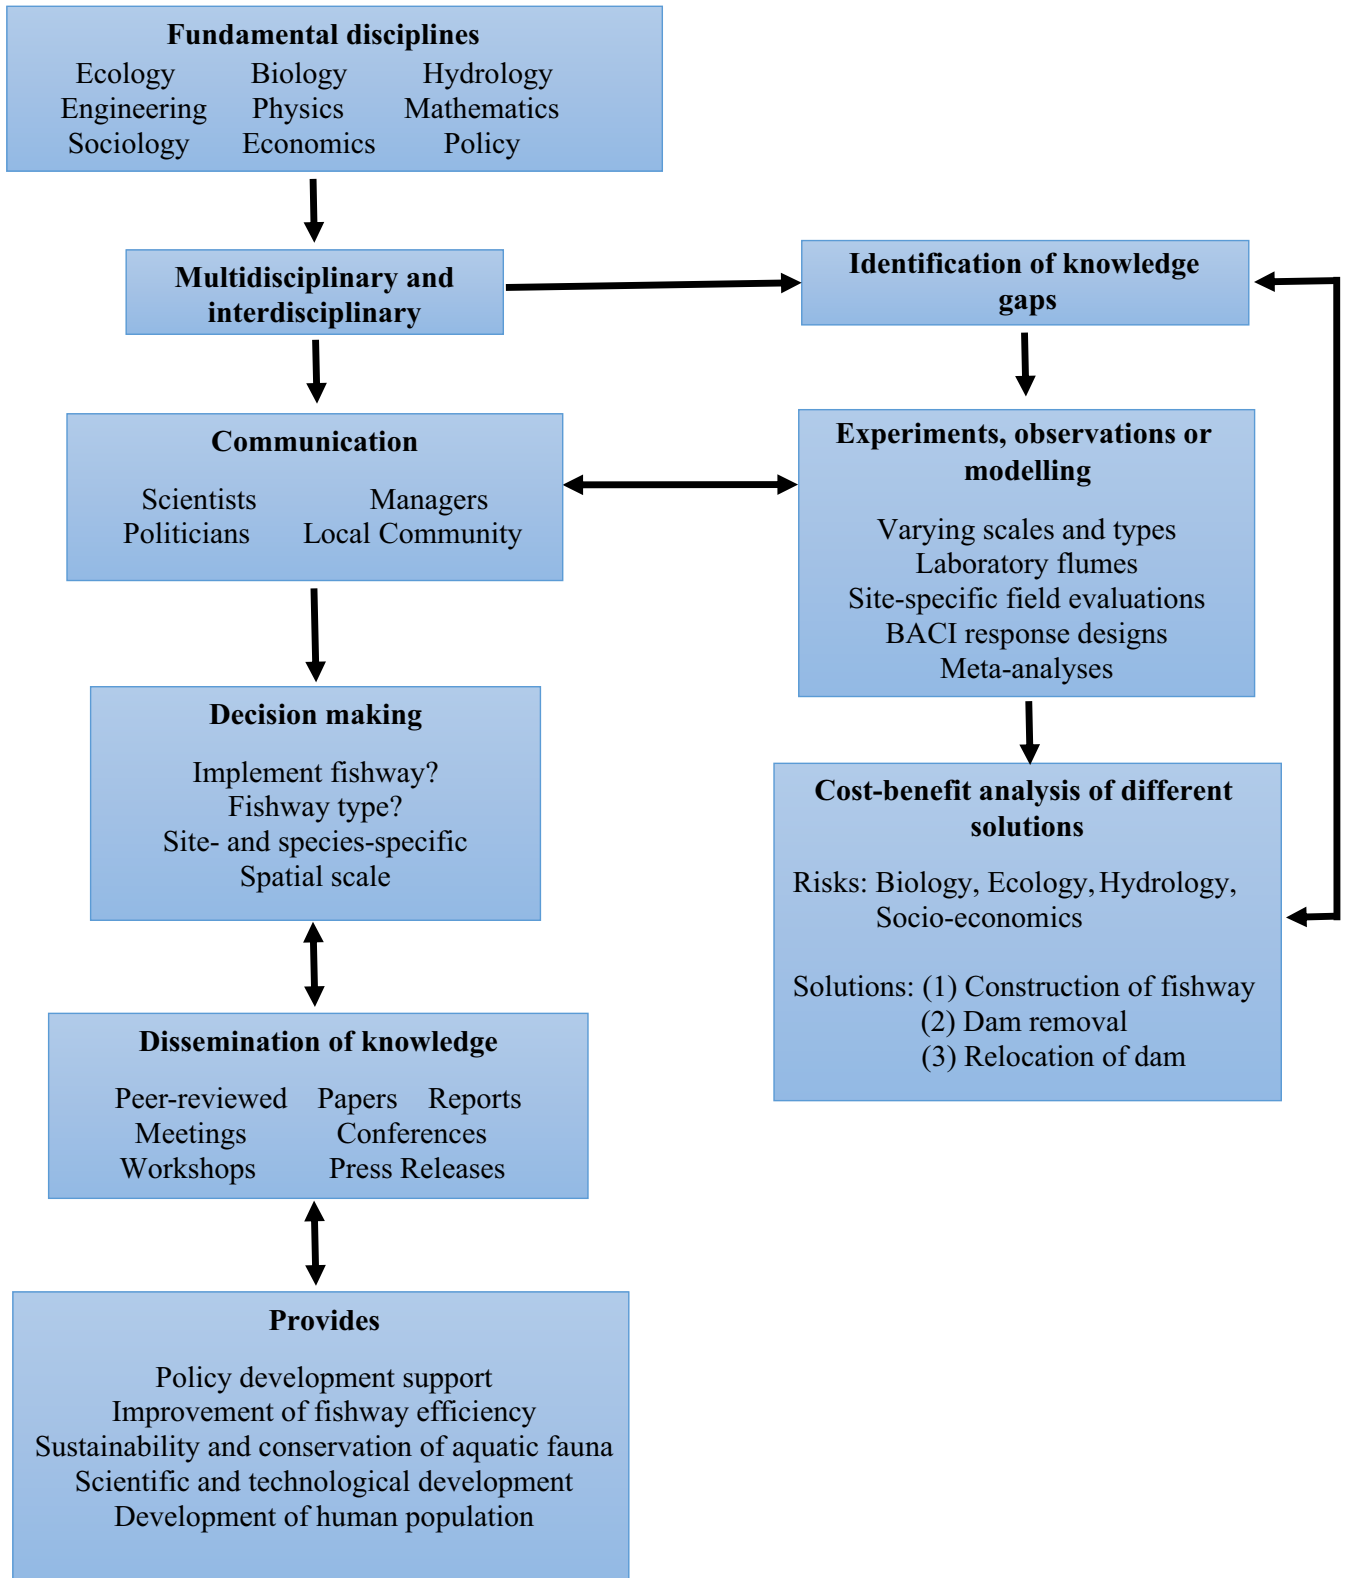 Fundamental disciplines
Ecology Biology Hydrology
Engineering Physics Mathematics
Sociology Economics Policy
Multidisciplinary and
interdisciplinary
Identification of knowledge
gaps
Communication
Scientists Managers
Politicians Local Community
Experiments, observations or
modelling
Varying scales and types
Laboratory flumes
Site-specific field evaluations
BACI response designs
Meta-analyses
Decision making
Implement fishway?
Fishway type?
Site- and species-specific
Spatial scale
Cost-benefit analysis of different
solutions
Risks: Biology, Ecology, Hydrology,
Socio-economics
Solutions: (1) Construction of fishway
(2) Dam removal
(3) Relocation of dam
Dissemination of knowledge
Peer-reviewed Papers Reports
Meetings Conferences
Workshops Press Releases
Provides
Policy development support
Improvement of fishway efficiency
Sustainability and conservation of aquatic fauna
Scientific and technological development
Development of human population